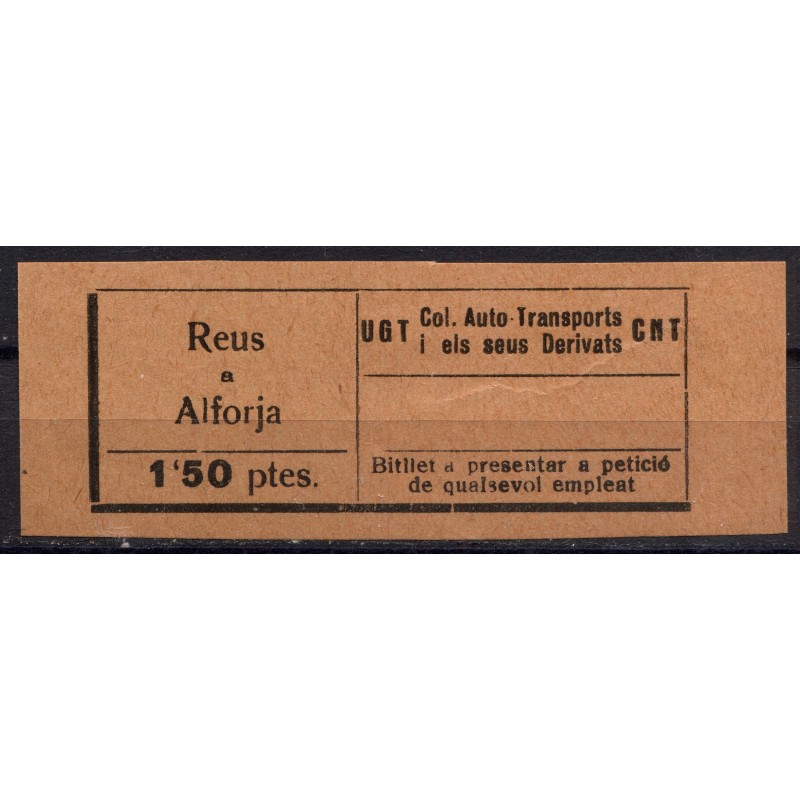 Reus
a
Alforja
1'50 ptes.
UGT Col. Auto-Transports CNT
i els seus Derivats
Bitllet a presentar a petició
de qualsevol empleat